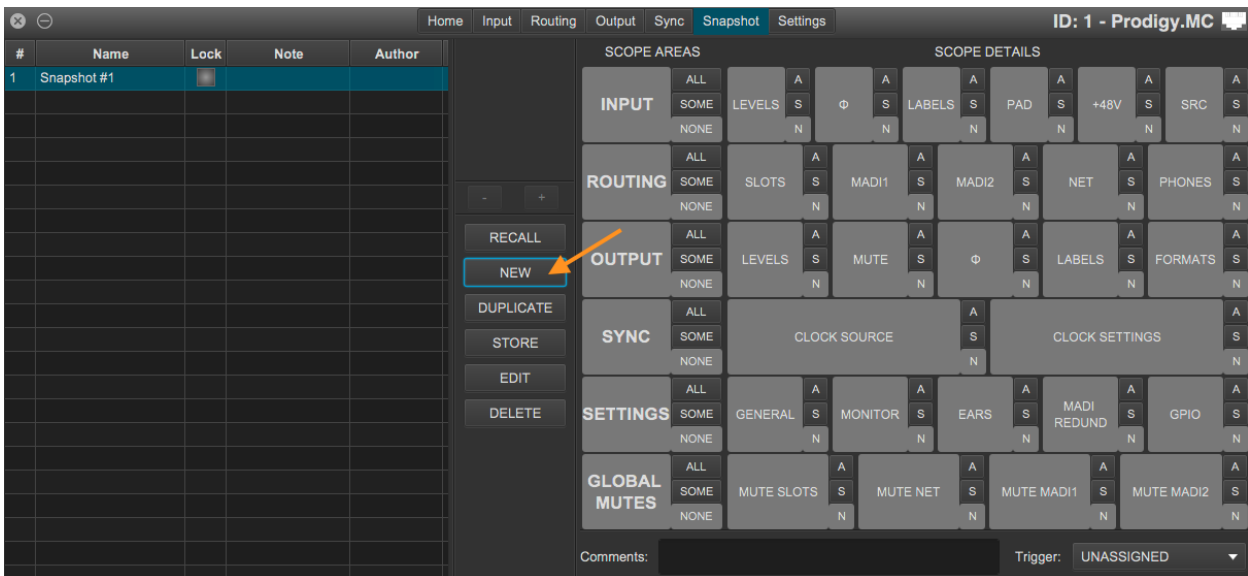 Home Input Routing Output Sync Snapshot Settings ID: 1 - Prodigy.MC
# Name Lock Note Author
1 Snapshot #1
- +
RECALL
NEW
DUPLICATE
STORE
EDIT
DELETE
SCOPE AREAS SCOPE DETAILS
ALL A A A A A A
INPUT SOME LEVELS S Φ S LABELS S PAD S +48V S SRC S
NONE N N N N N N
ALL A A A A A
ROUTING SOME SLOTS S MADI1 S MADI2 S NET S PHONES S
NONE N N N N N
ALL A A A A A
OUTPUT SOME LEVELS S MUTE S Φ S LABELS S FORMATS S
NONE N N N N N
ALL A A
SYNC SOME CLOCK SOURCE S CLOCK SETTINGS S
NONE N N
ALL A A A A A
SETTINGS SOME GENERAL S MONITOR S EARS S MADI REDUND S GPIO S
NONE N N N N N
ALL A A A A
GLOBAL MUTES SOME MUTE SLOTS S MUTE NET S MUTE MADI1 S MUTE MADI2 S
NONE N N N N
Comments: Trigger: UNASSIGNED